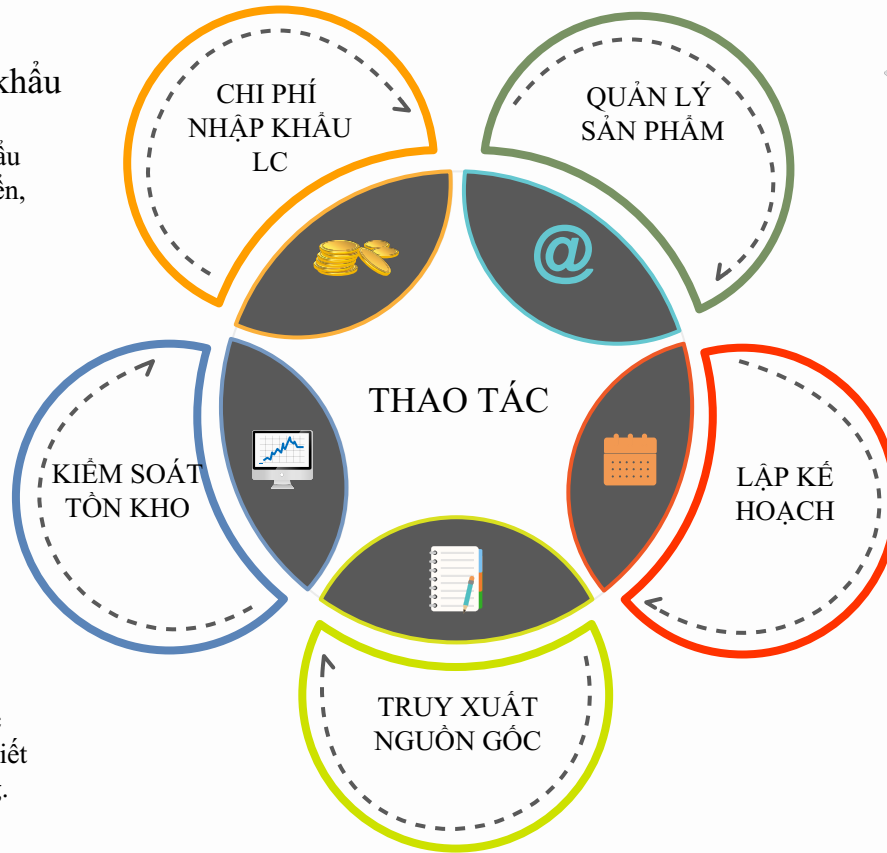 khẩu
CHI PHÍ
NHẬP KHẨU
LC
QUẢN LÝ
SẢN PHẨM
@
THAO TÁC
KIỂM SOÁT
TỒN KHO
LẬP KẾ
HOẠCH
TRUY XUẤT
NGUỒN GỐC